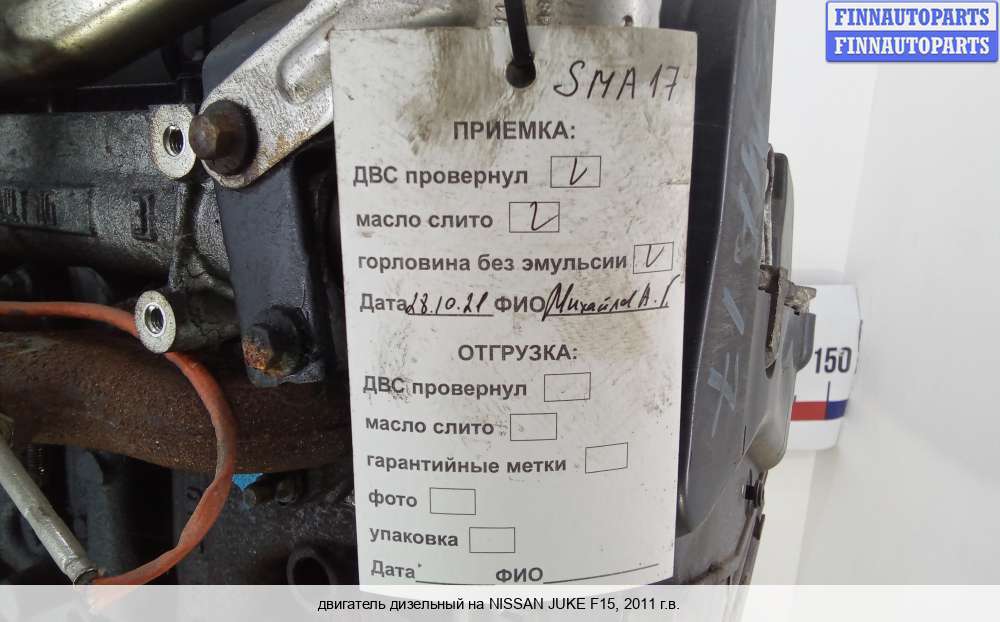 FINNAUTOPARTS
FINNAUTOPARTS
SMA17
ПРИЕМКА:
ДВС провернул
масло слито
горловина без эмульсии
Дата 28.10.21 ФИО Михайлов А.
ОТГРУЗКА:
ДВС провернул
масло слито
гарантийные метки
фото
упаковка
Дата ФИО
150
двигатель дизельный на NISSAN JUKE F15, 2011 г.в.